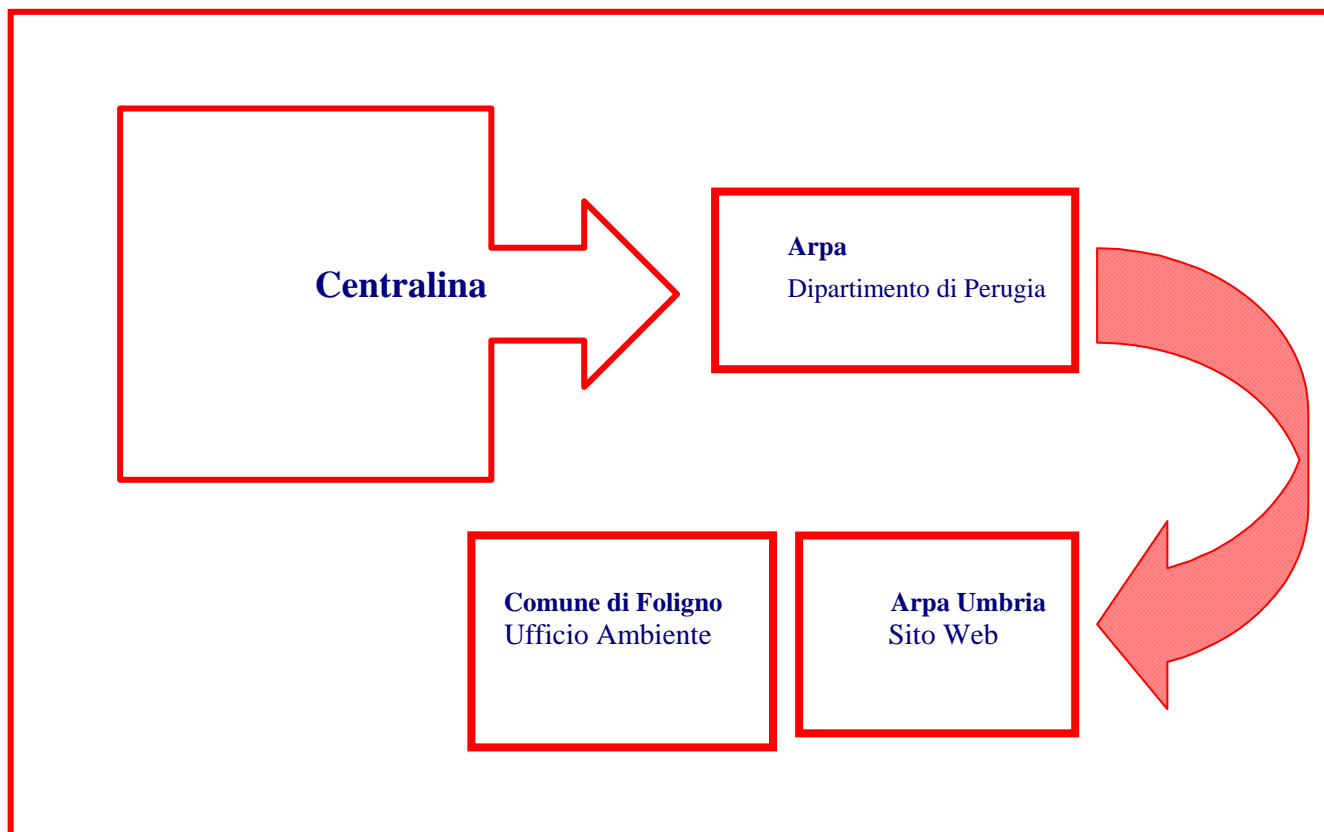 Centralina
Arpa
Dipartimento di Perugia
Comune di Foligno
Ufficio Ambiente
Arpa Umbria
Sito Web